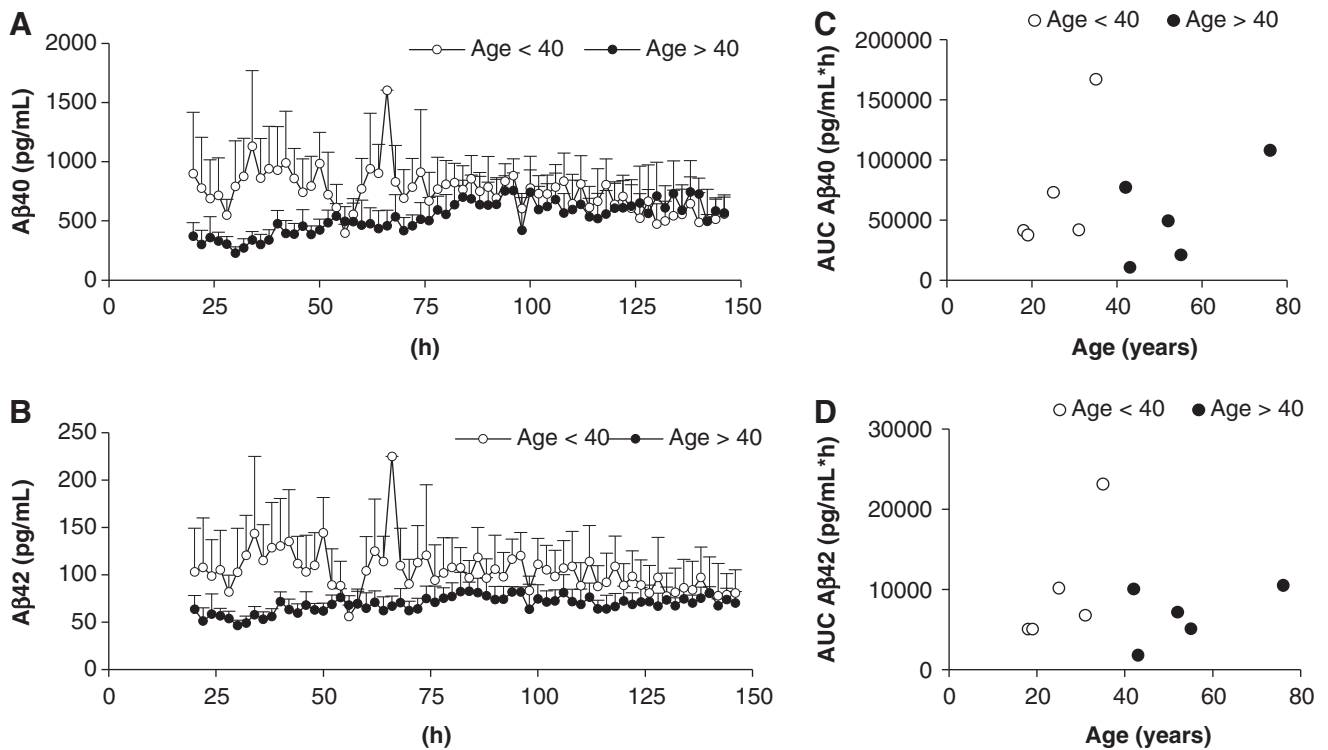 A
Age < 40 Age > 40
Aβ40 (pg/mL)
2000
1500
1000
500
0
0 25 50 75 100 125 150
(h)
B
Age < 40 Age > 40
Aβ42 (pg/mL)
250
200
150
100
50
0
0 25 50 75 100 125 150
(h)
C
Age < 40 Age > 40
AUC Aβ40 (pg/mL*h)
200000
150000
100000
50000
0
0 20 40 60 80
Age (years)
D
Age < 40 Age > 40
AUC Aβ42 (pg/mL*h)
30000
20000
10000
0
0 20 40 60 80
Age (years)